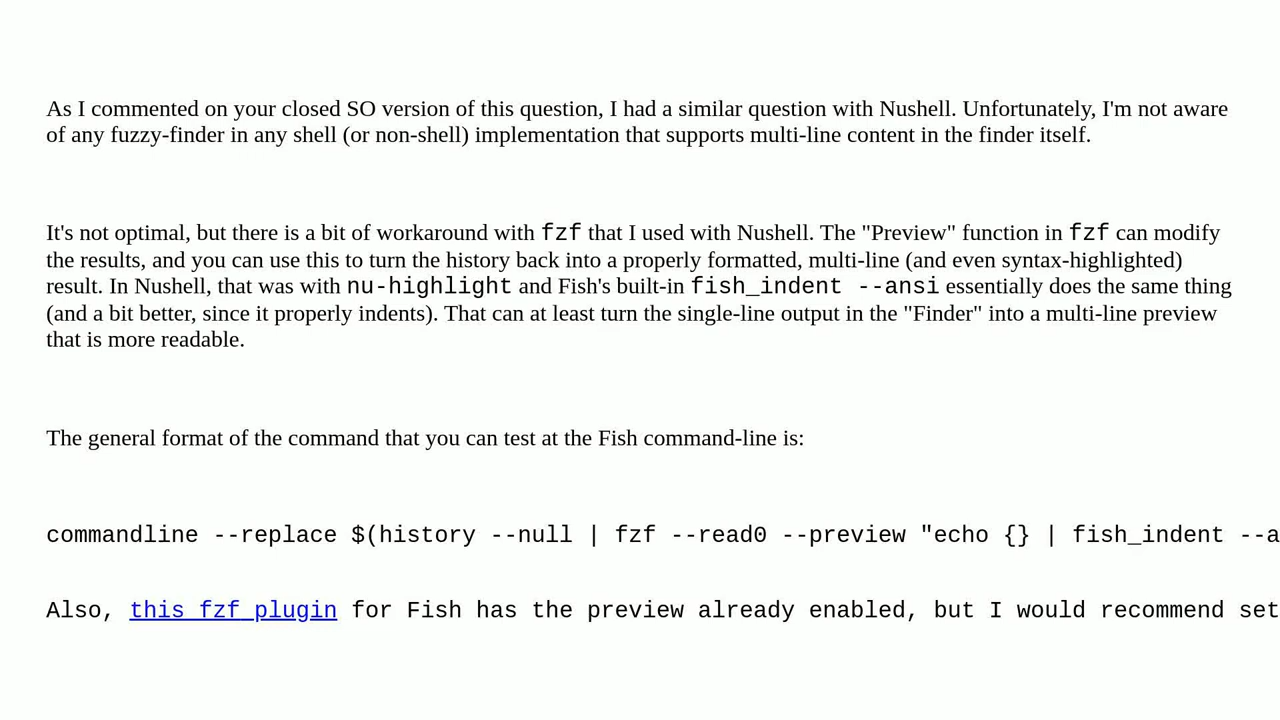 As I commented on your closed SO version of this question, I had a similar question with Nushell. Unfortunately, I'm not aware
of any fuzzy-finder in any shell (or non-shell) implementation that supports multi-line content in the finder itself.
It's not optimal, but there is a bit of workaround with fzf that I used with Nushell. The "Preview" function in fzf can modify
the results, and you can use this to turn the history back into a properly formatted, multi-line (and even syntax-highlighted)
result. In Nushell, that was with nu-highlight and Fish's built-in fish_indent --ansi essentially does the same thing
(and a bit better, since it properly indents). That can at least turn the single-line output in the "Finder" into a multi-line preview
that is more readable.
The general format of the command that you can test at the Fish command-line is:
commandline --replace $(history --null | fzf --read0 --preview "echo {} | fish_indent --a
Also, this fzf plugin for Fish has the preview already enabled, but I would recommend set